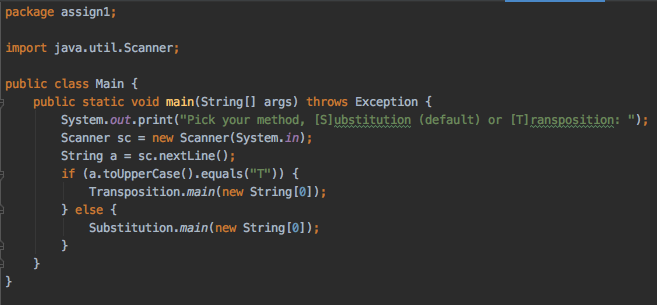 package assign1;
import java.util.Scanner;
public class Main {
public static void main(String[] args) throws Exception {
System.out.print("Pick your method, [S]ubstitution (default) or [T]ransposition: ");
Scanner sc = new Scanner(System.in);
String a = sc.nextLine();
if (a.toUpperCase().equals("T")) {
Transposition.main(new String[0]);
} else {
Substitution.main(new String[0]);
}
}
}